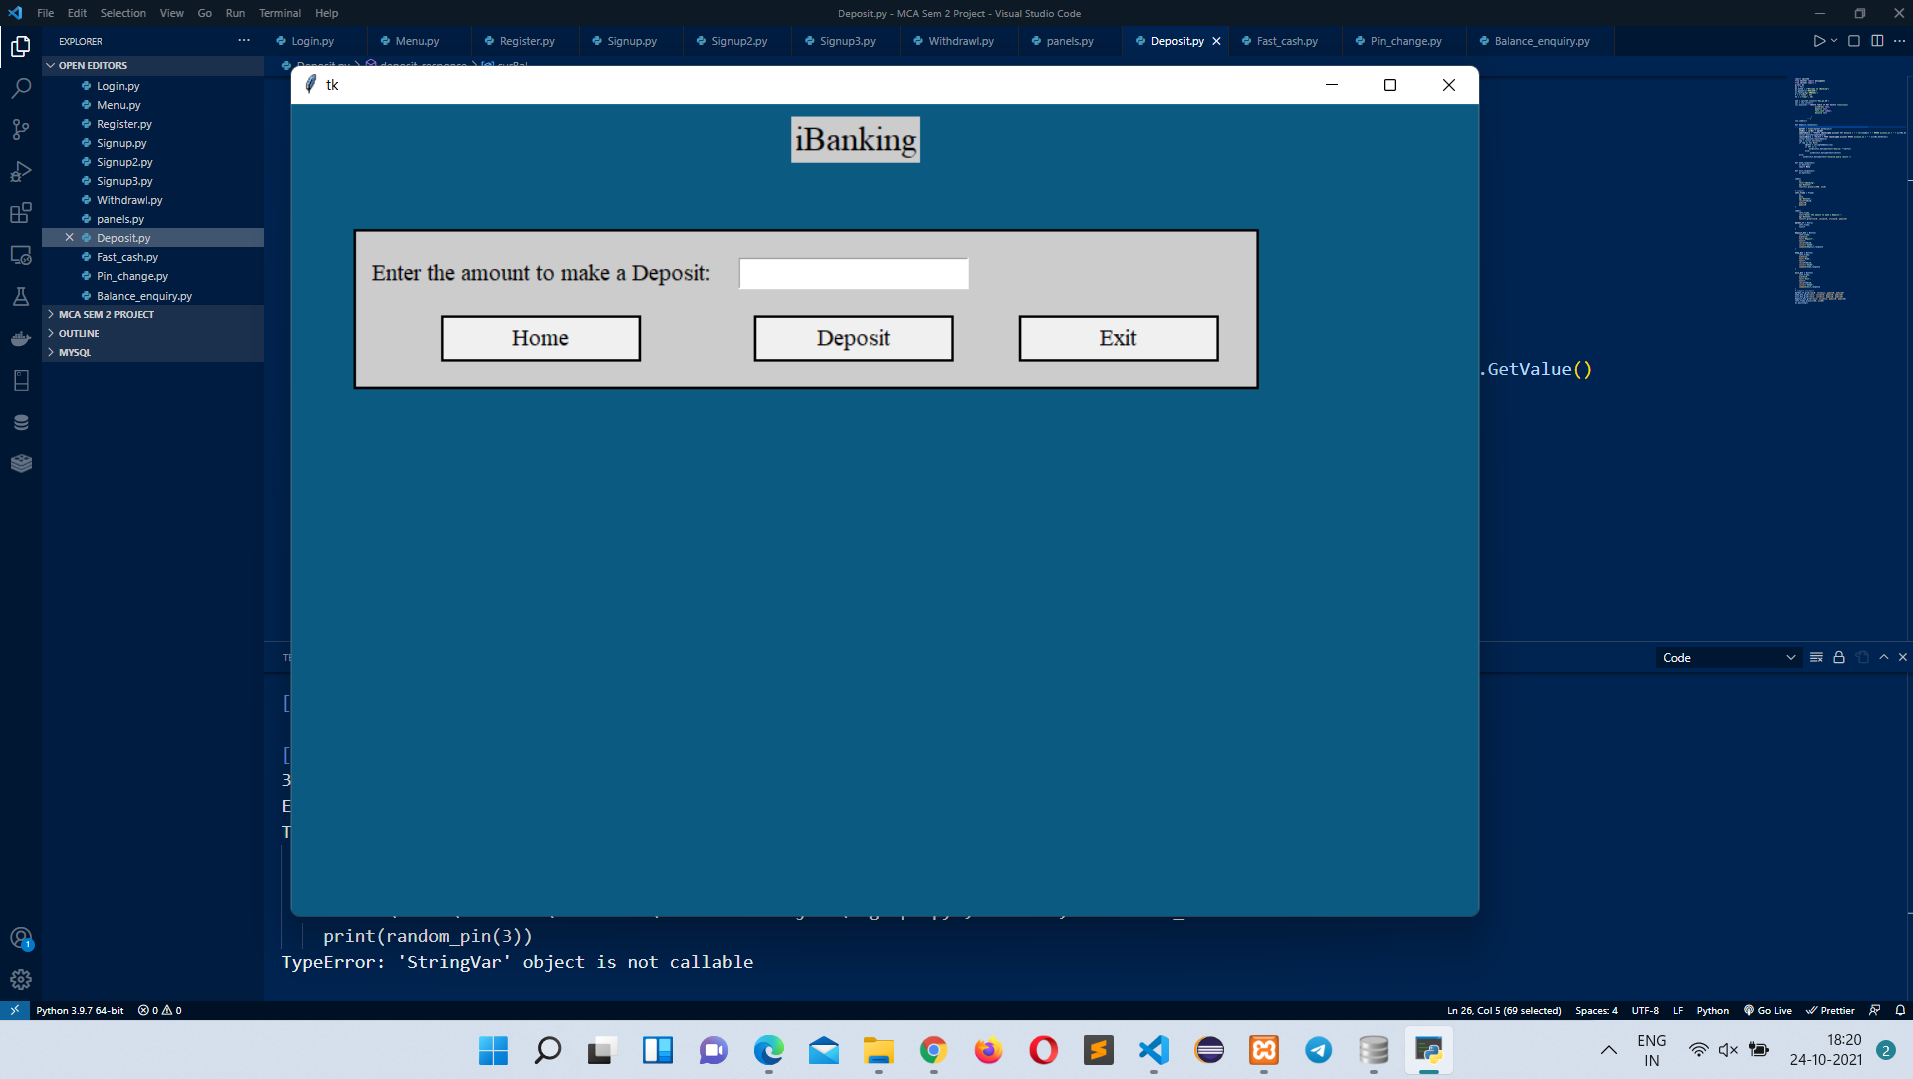 File Edit Selection View Go Run Terminal Help
Deposit.py - MCA Sem 2 Project - Visual Studio Code
EXPLORER
Login.py Menu.py Register.py Signup.py Signup2.py Signup3.py Withdrawl.py panels.py Deposit.py Fast_cash.py Pin_change.py Balance_enquiry.py
OPEN EDITORS
Login.py
Menu.py
Register.py
Signup.py
Signup2.py
Signup3.py
Withdrawl.py
panels.py
Deposit.py
Fast_cash.py
Pin_change.py
Balance_enquiry.py
MCA SEM 2 PROJECT
OUTLINE
MYSQL
tk
iBanking
Enter the amount to make a Deposit:
Home Deposit Exit
.GetValue()
Code
print(random_pin(3))
TypeError: 'StringVar' object is not callable
1
Python 3.9.7 64-bit 0 0
Ln 26, Col 5 (69 selected) Spaces: 4 UTF-8 LF Python Go Live Prettier
ENG
IN
18:20
24-10-2021
2